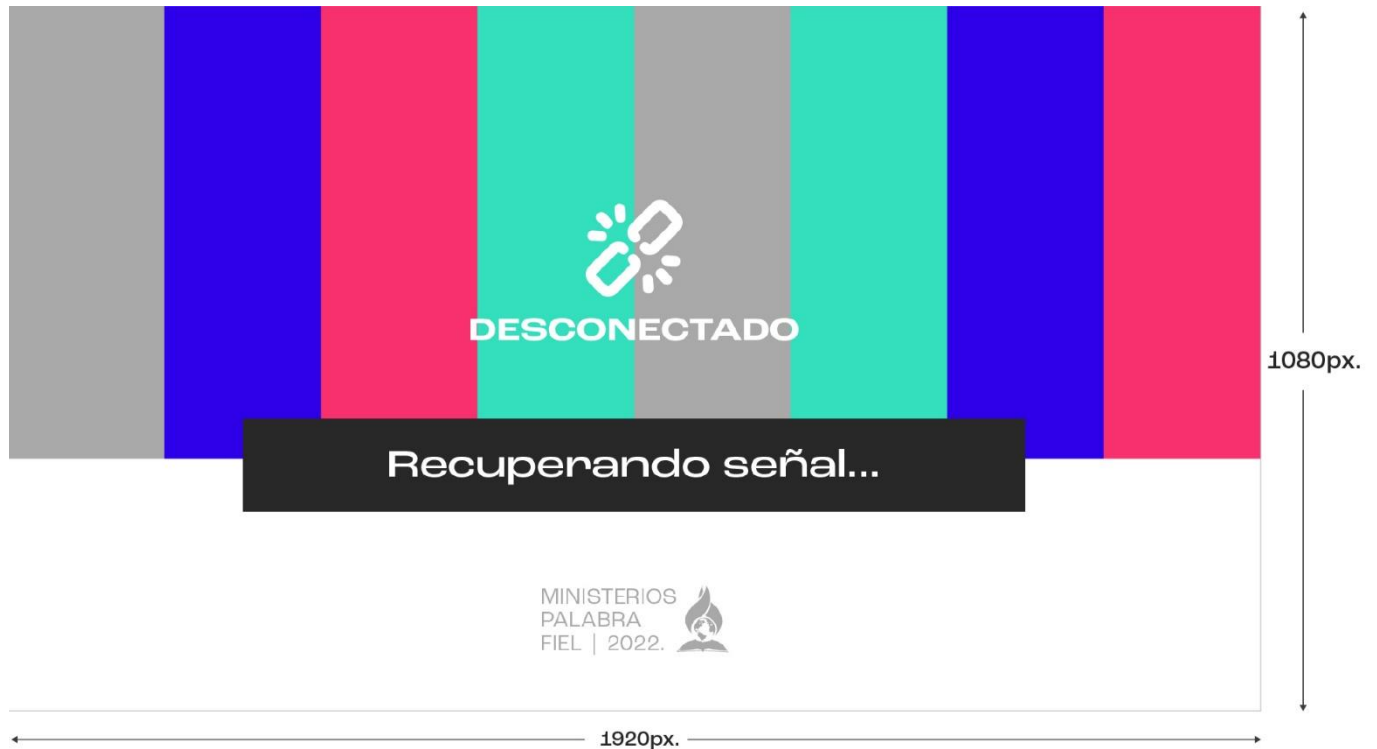 DESCONECTADO
Recuperando señal...
MINISTERIOS
PALABRA
FIEL | 2022.
1080px.
1920px.